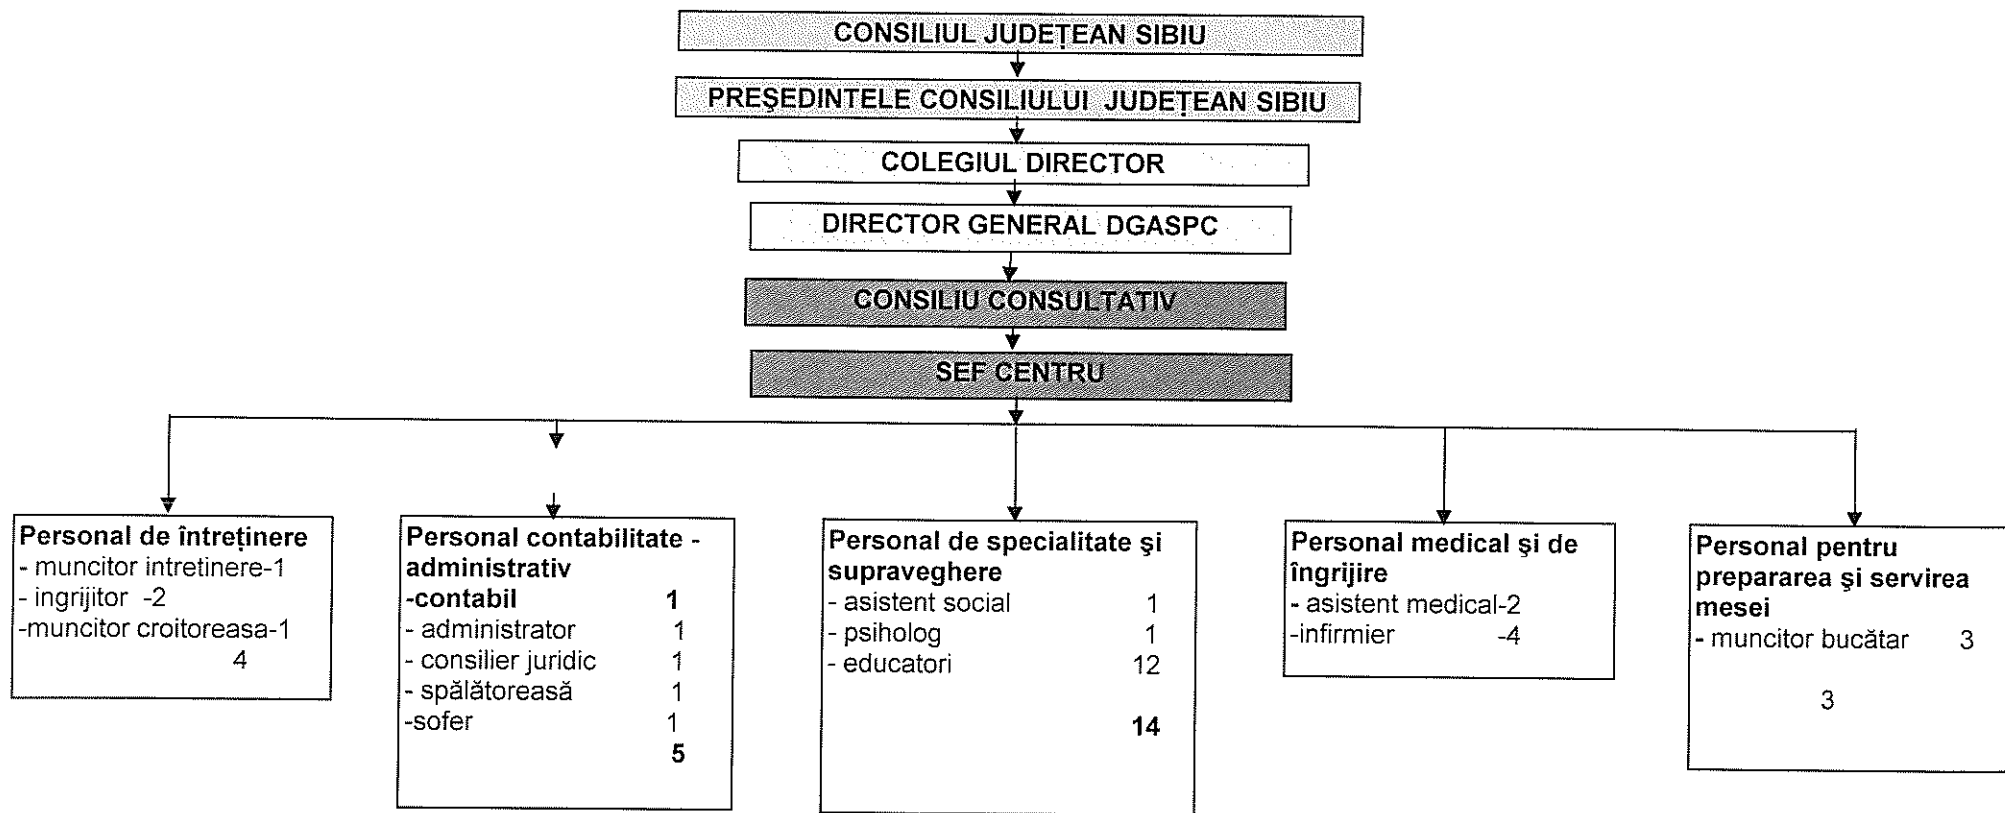 CONSILIUL JUDEȚEAN SIBIU
PREŞEDINTELE CONSILIULUI JUDEȚEAN SIBIU
COLEGIUL DIRECTOR
DIRECTOR GENERAL DGASPC
CONSILIU CONSULTATIV
SEF CENTRU
Personal de întreținere
- muncitor intretinere-1
- ingrijitor -2
-muncitor croitoreasa-1
4
Personal contabilitate -
administrativ
-contabil 1
- administrator 1
- consilier juridic 1
- spălătoreasă 1
-sofer 1
5
Personal de specialitate şi
supraveghere
- asistent social 1
- psiholog 1
- educatori 12
14
Personal medical şi de
îngrijire
- asistent medical-2
-infirmier -4
Personal pentru
prepararea şi servirea
mesei
- muncitor bucătar 3
3